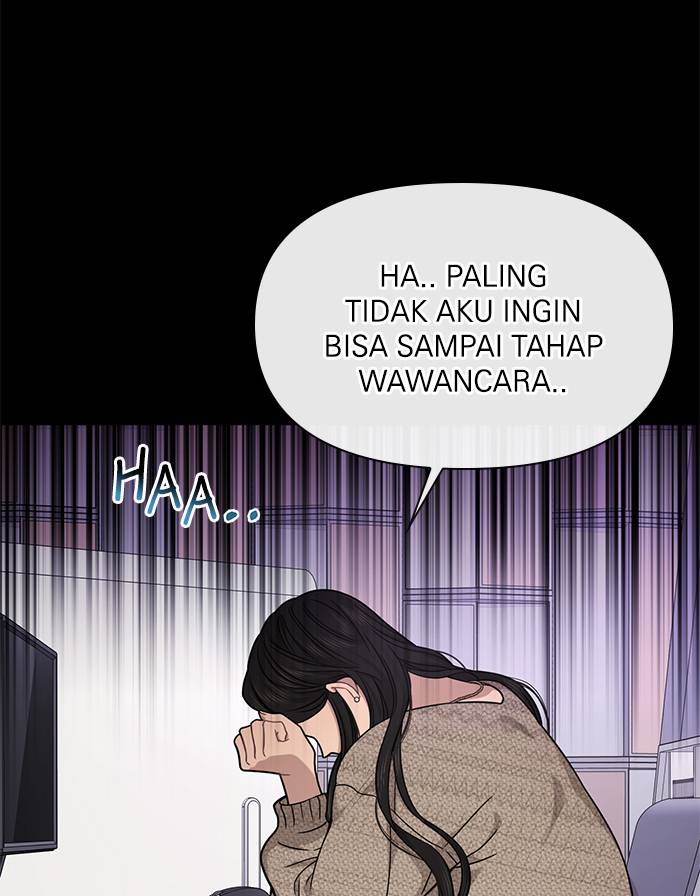 HA.. PALING
TIDAK AKU INGIN
BISA SAMPAI TAHAP
WAWANCARA..
HAA..